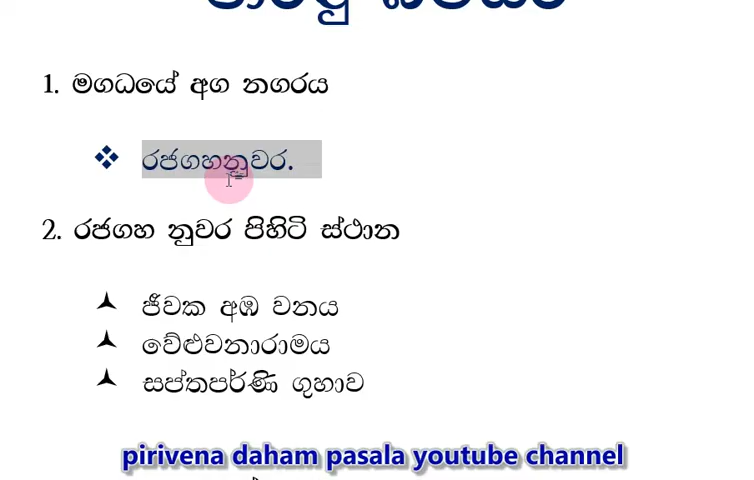 1. මගධයේ අග නගරය
❖ රජගහනුවර.
2. රජගහ නුවර පිහිටි ස්ථාන
ජීවක අඹ වනය
වේළුවනාරාමය
සප්තපර්ණි ගුහාව
pirivena daham pasala youtube channel